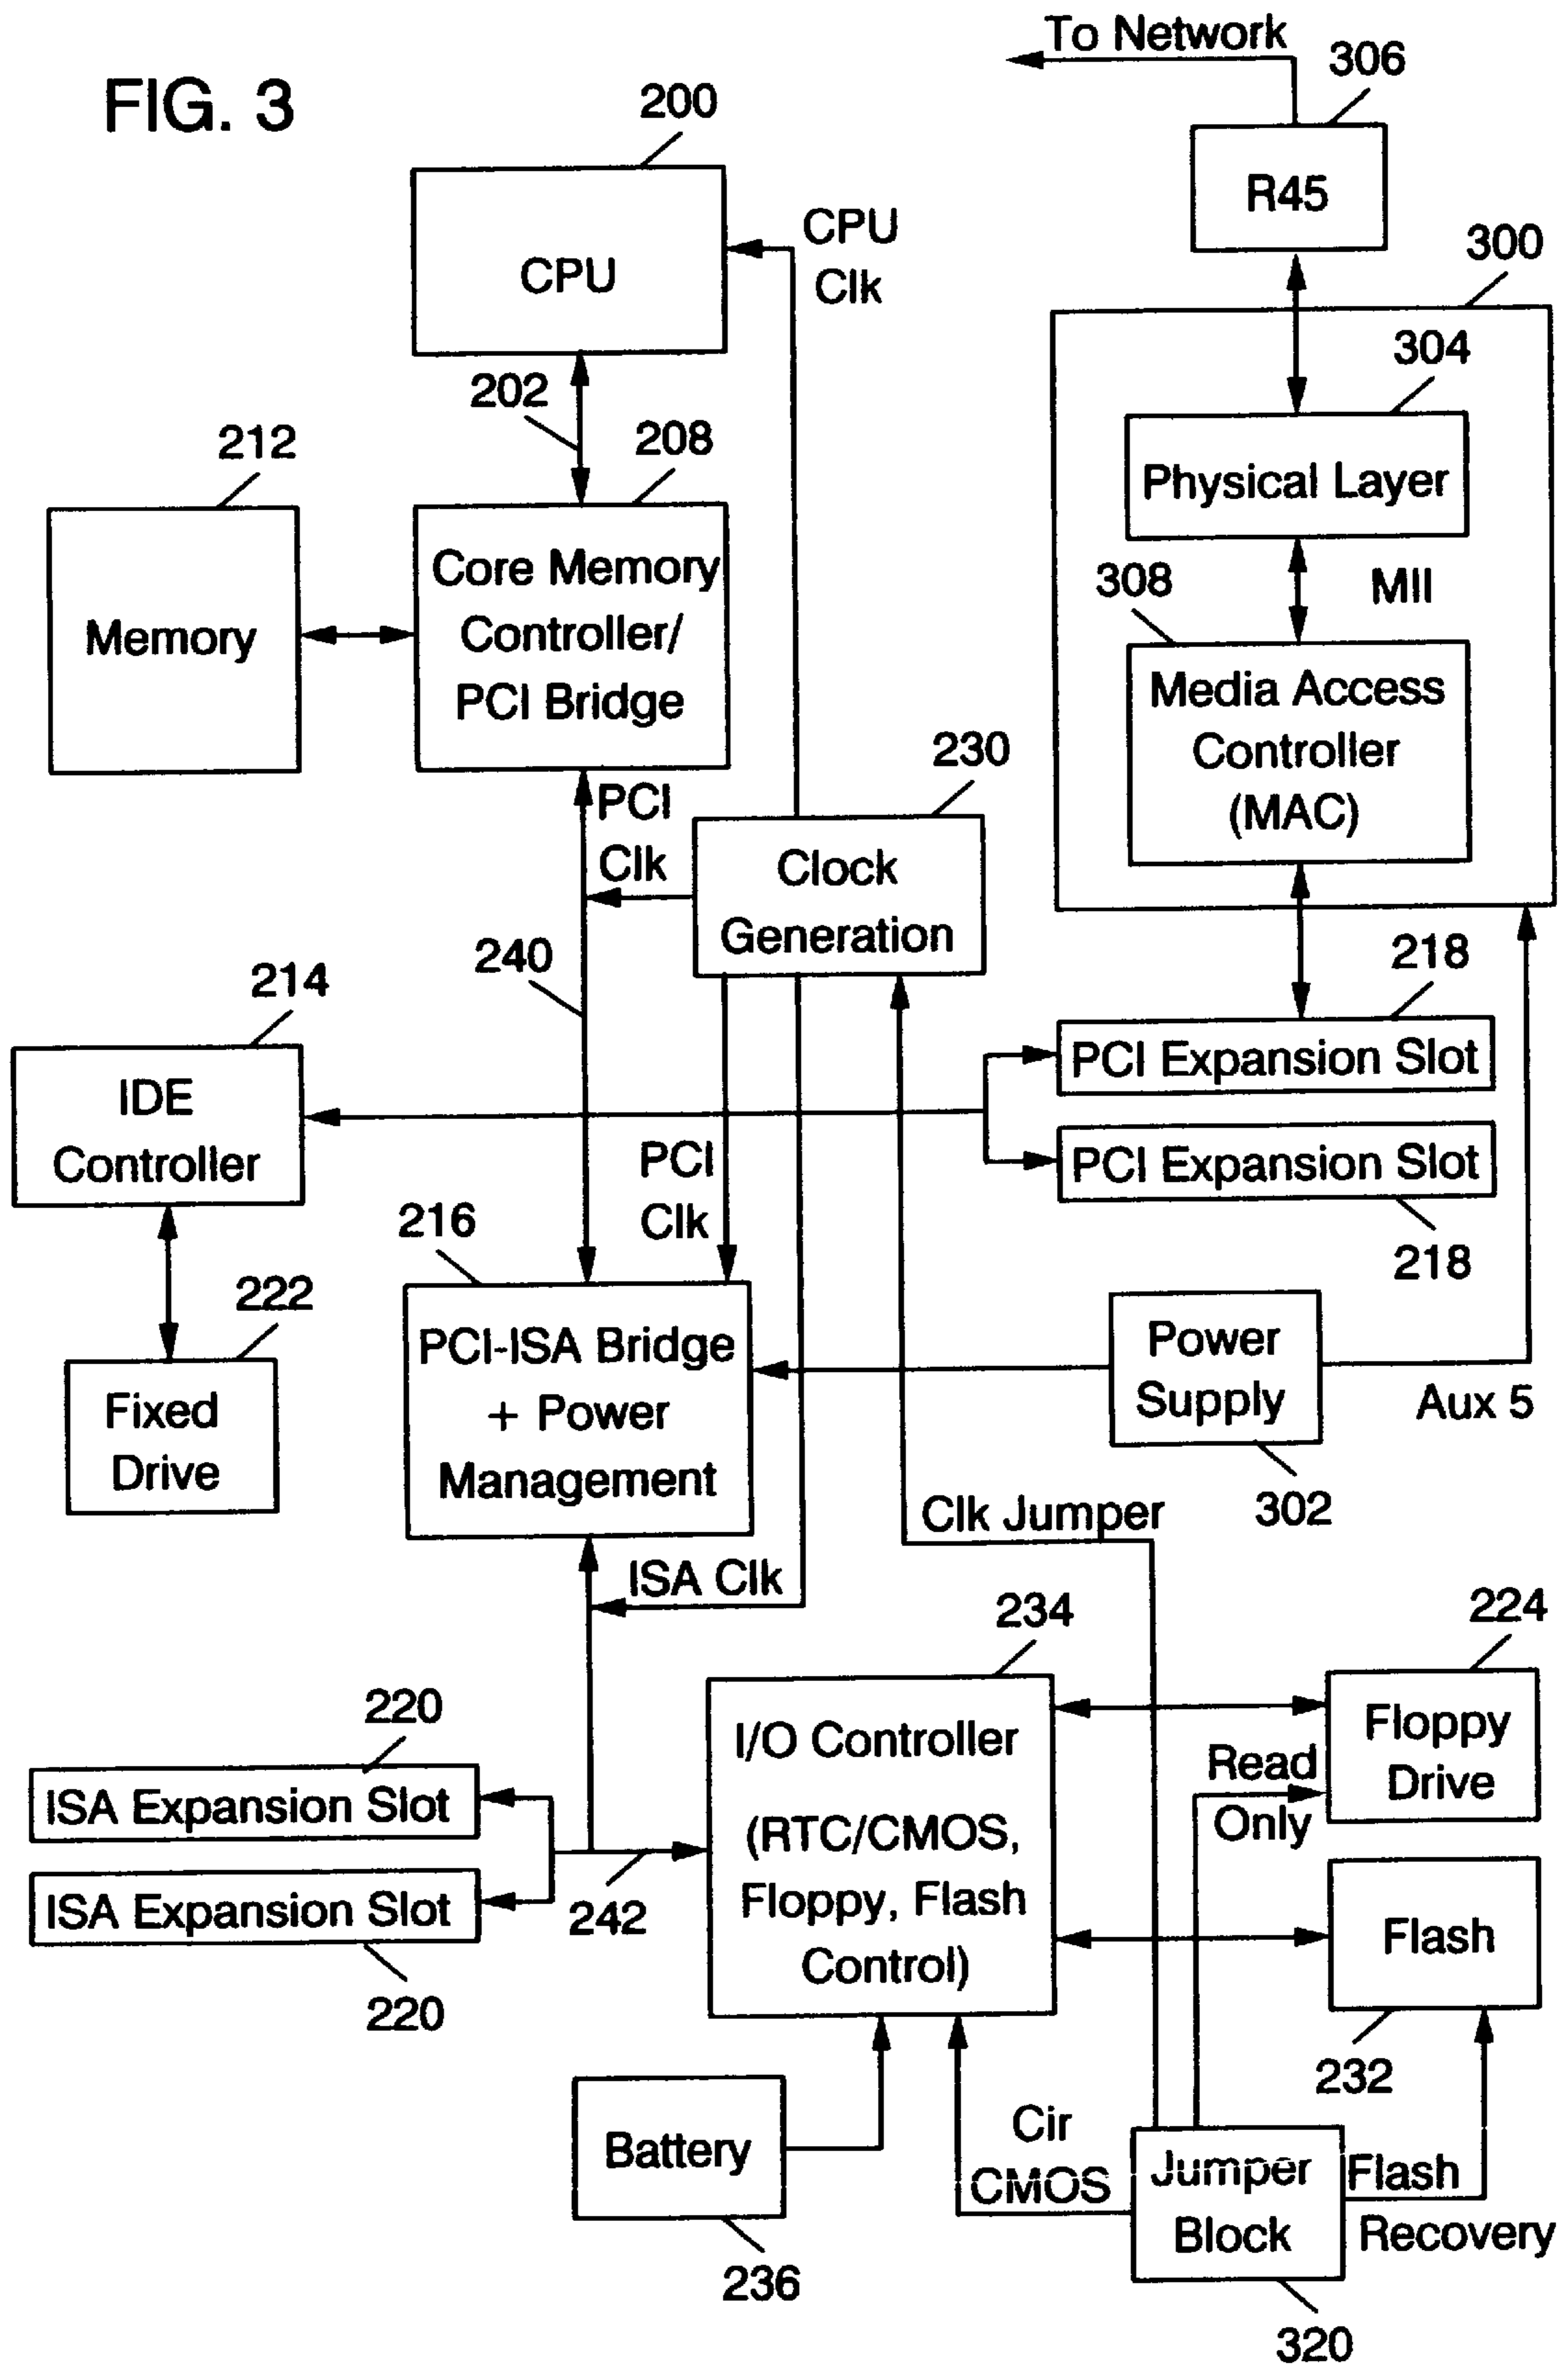 FIG. 3
To Network
306
R45
200
CPU
CPU
Clk
300
304
Physical Layer
MII
308
Media Access
Controller
(MAC)
202
208
Core Memory
Controller/
PCI Bridge
212
Memory
PCI
Clk
230
Clock
Generation
240
214
IDE
Controller
218
PCI Expansion Slot
PCI Expansion Slot
218
PCI
Clk
216
PCI-ISA Bridge
+ Power
Management
222
Fixed
Drive
Power
Supply
302
Aux 5
Clk Jumper
ISA Clk
234
I/O Controller
(RTC/CMOS,
Floppy, Flash
Control)
224
Floppy
Drive
Read
Only
220
ISA Expansion Slot
ISA Expansion Slot
220
242
Flash
232
Battery
236
Cir
CMOS
Jumper
Block
320
Flash
Recovery